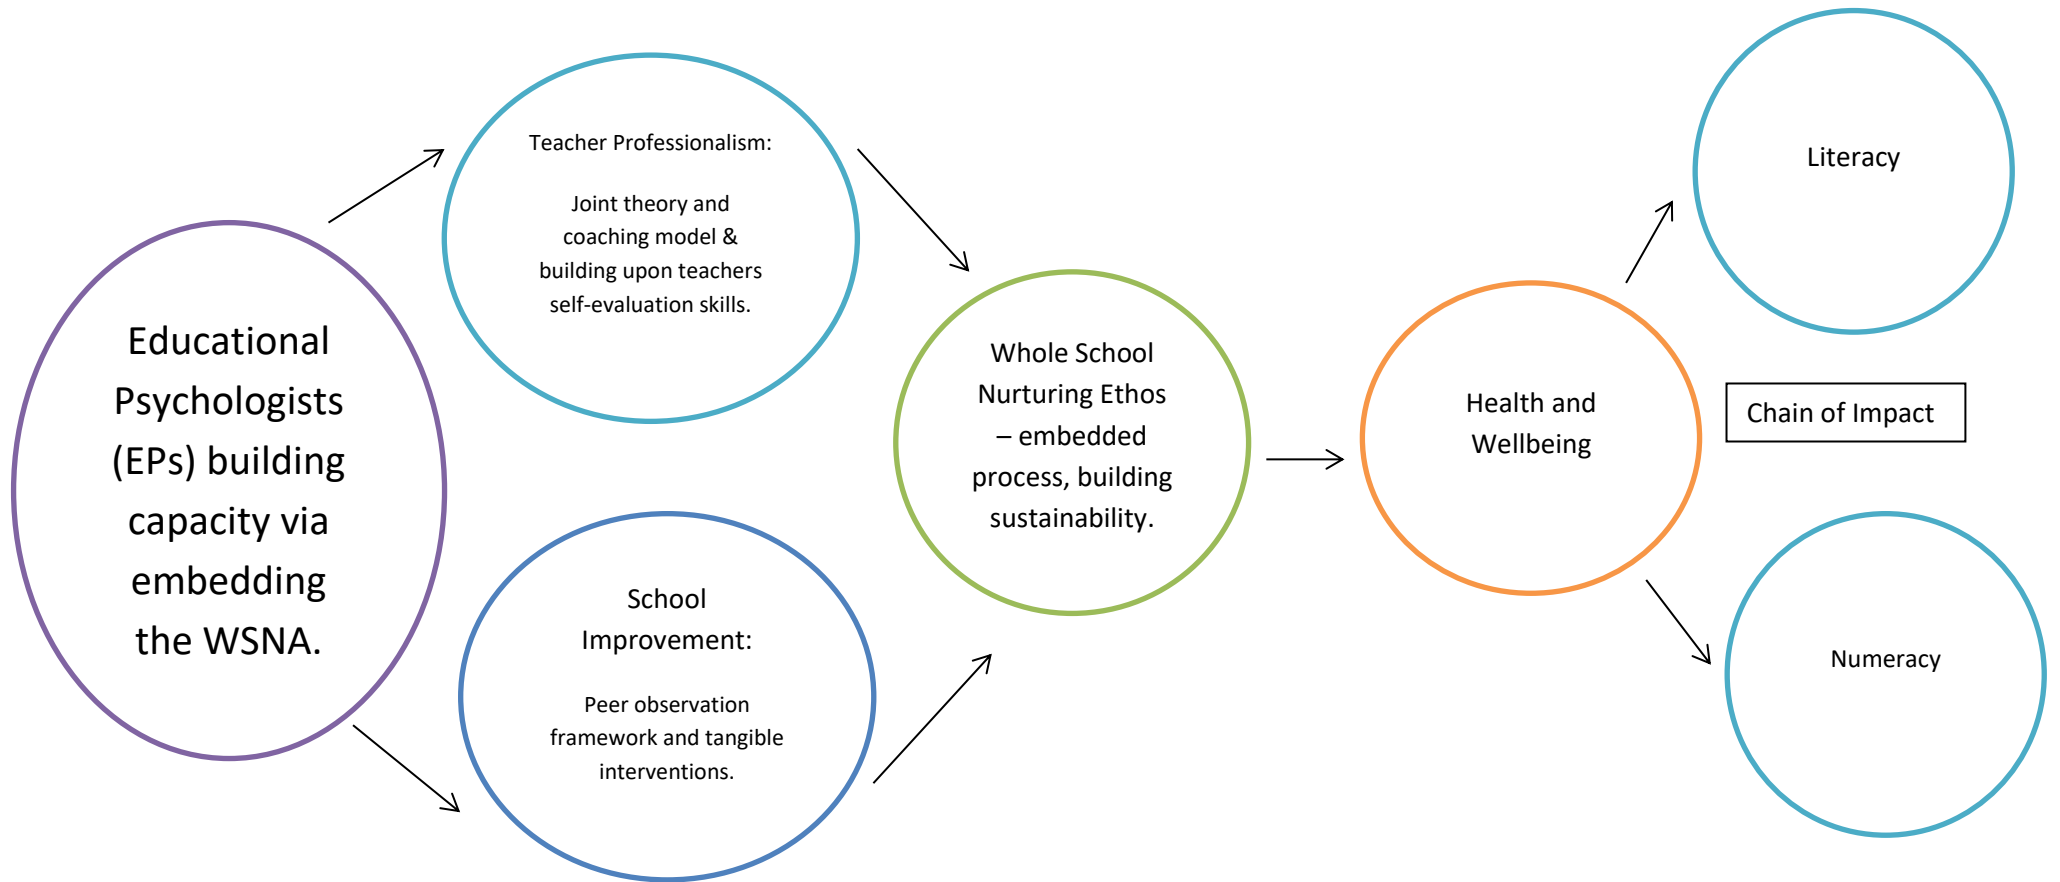 Educational
Psychologists
(EPs) building
capacity via
embedding
the WSNA.
Teacher Professionalism:
Joint theory and
coaching model &
building upon teachers
self-evaluation skills.
School
Improvement:
Peer observation
framework and tangible
interventions.
Whole School
Nurturing Ethos
– embedded
process, building
sustainability.
Health and
Wellbeing
Literacy
Chain of Impact
Numeracy